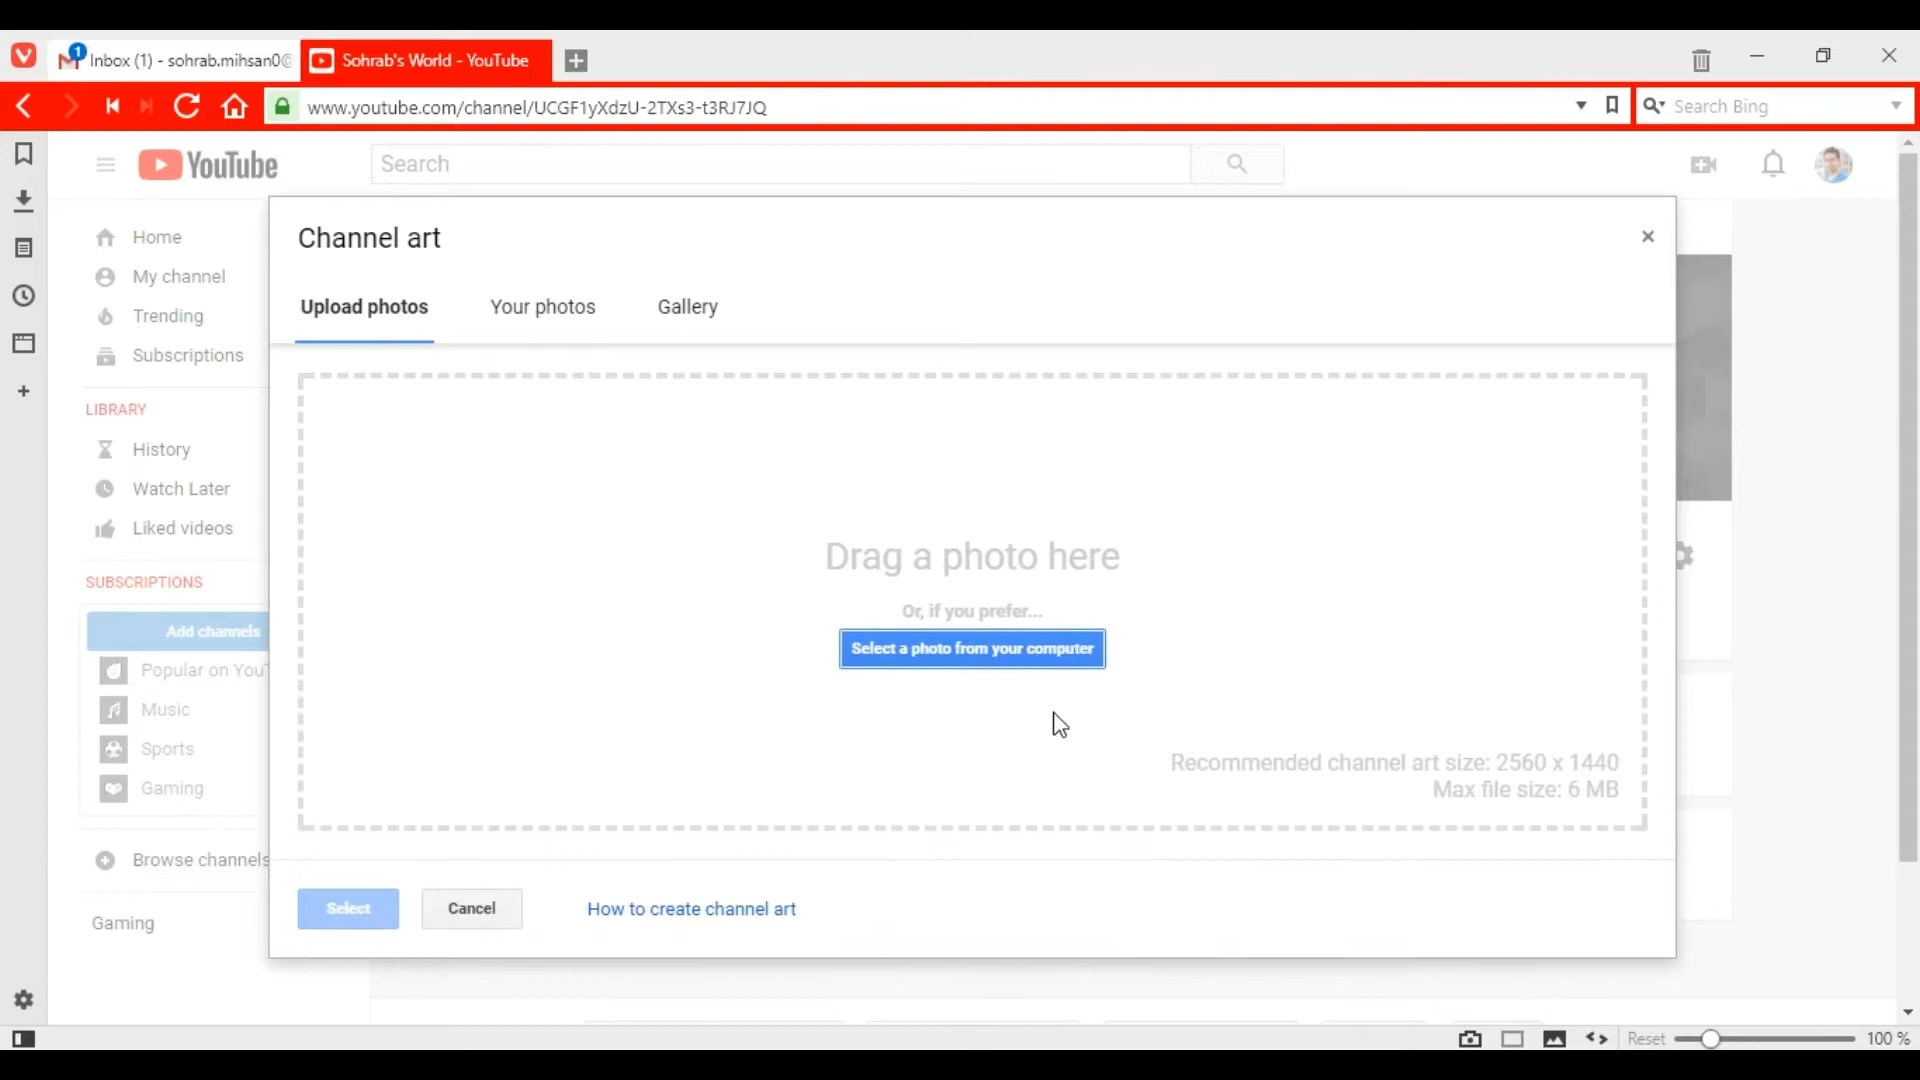 1
Inbox (1) - sohrab.mihsan0@
Sohrab's World - YouTube
www.youtube.com/channel/UCGF1yXdzU-2TXs3-t3RJ7JQ
Search Bing
YouTube
Search
Home
My channel
Trending
Subscriptions
LIBRARY
History
Watch Later
Liked videos
SUBSCRIPTIONS
Add channels
Popular on YouT
Music
Sports
Gaming
Browse channels
Gaming
Channel art
Upload photos
Your photos
Gallery
Drag a photo here
Or, if you prefer...
Select a photo from your computer
Recommended channel art size: 2560 x 1440
Max file size: 6 MB
Select
Cancel
How to create channel art
Reset
100 %